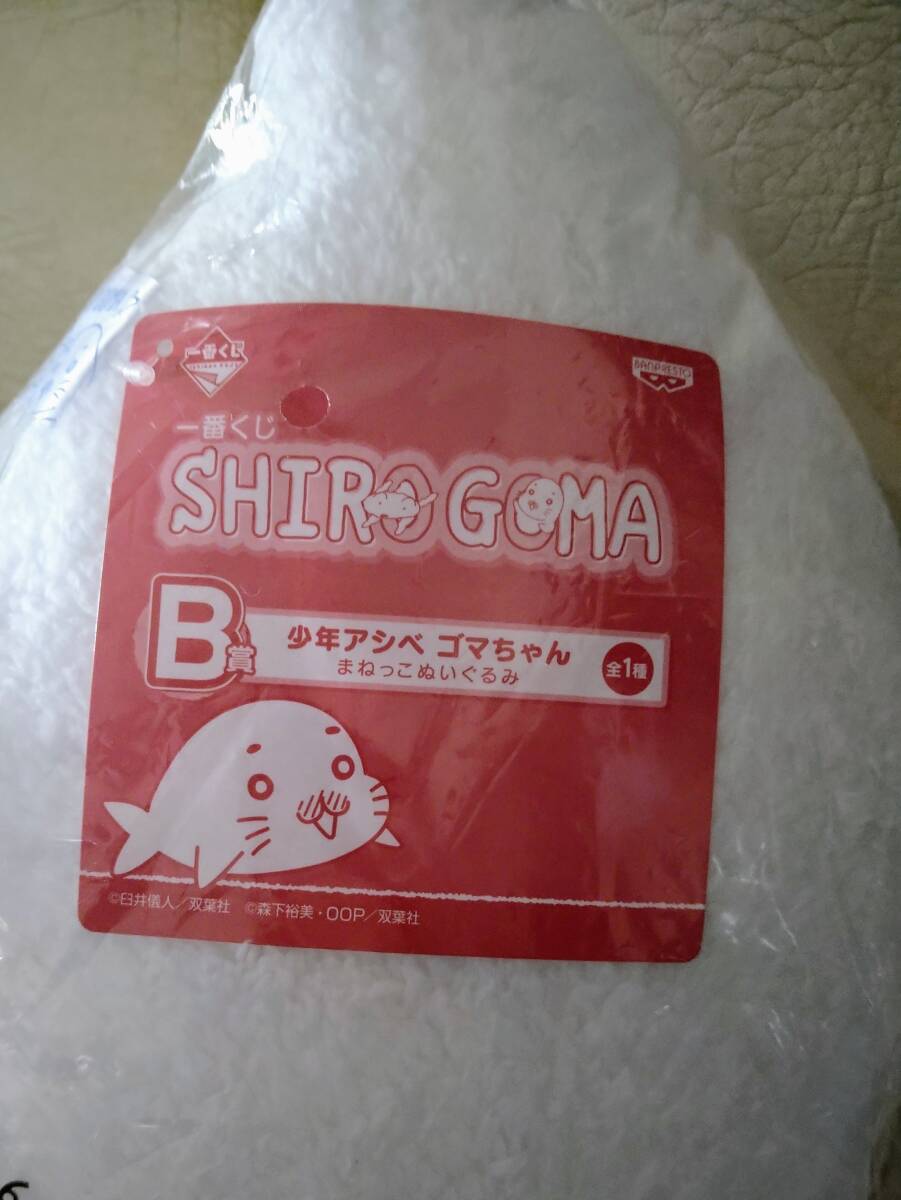 一番くじ
BANPRESTO
一番くじ
SHIROGOMA
B賞
少年アシベ ゴマちゃん
まねっこぬいぐるみ
全1種
©臼井儀人／双葉社 ©森下裕美・OOP／双葉社